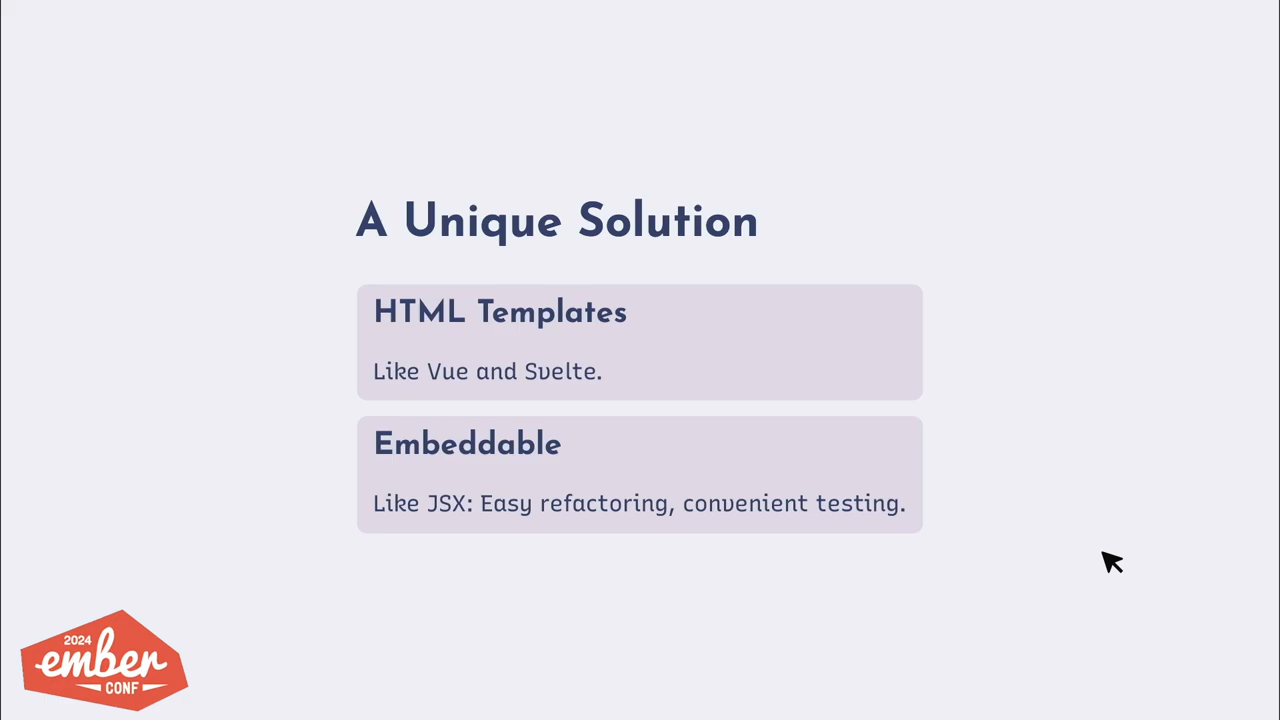 A Unique Solution
HTML Templates
Like Vue and Svelte.
Embeddable
Like JSX: Easy refactoring, convenient testing.
2024
ember
CONF